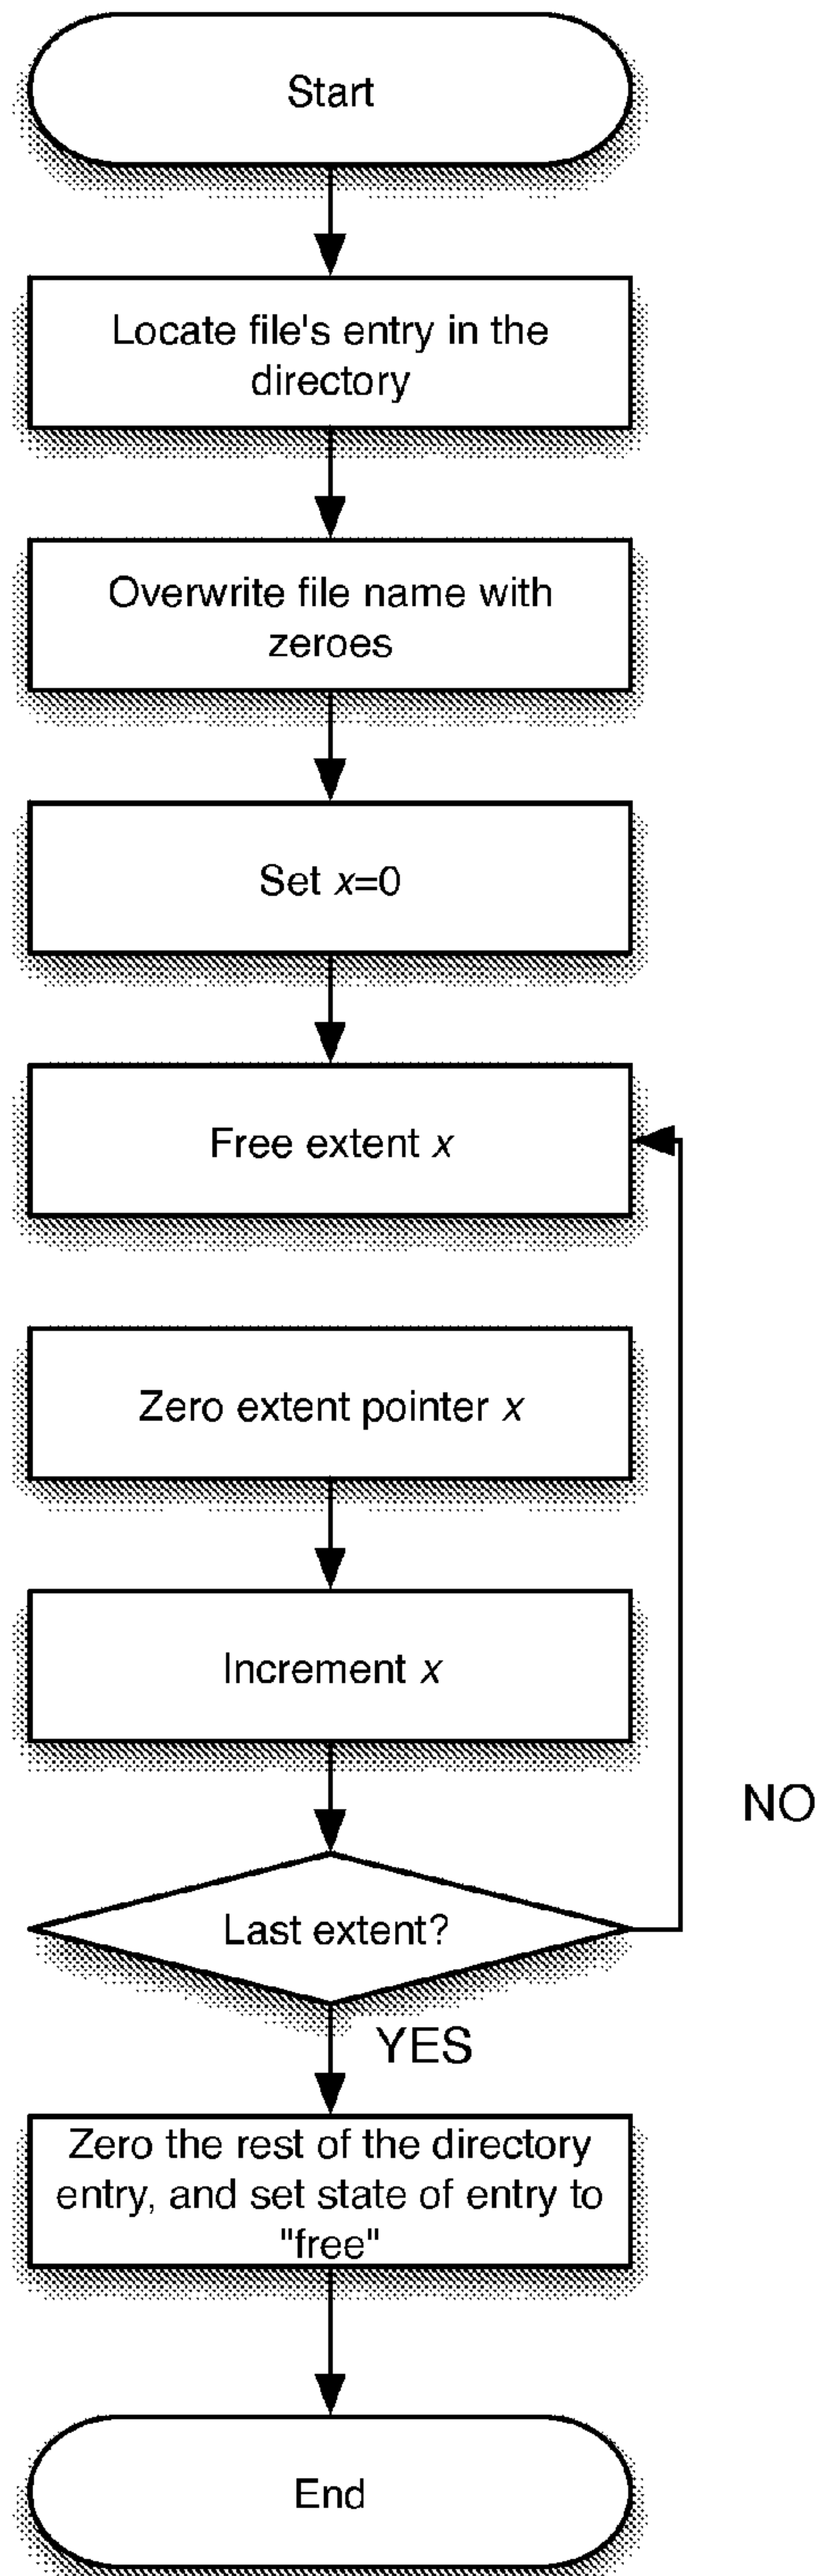 Start
Locate file's entry in the
directory
Overwrite file name with
zeroes
Set x=0
Free extent x
Zero extent pointer x
Increment x
NO
Last extent?
YES
Zero the rest of the directory
entry, and set state of entry to
"free"
End